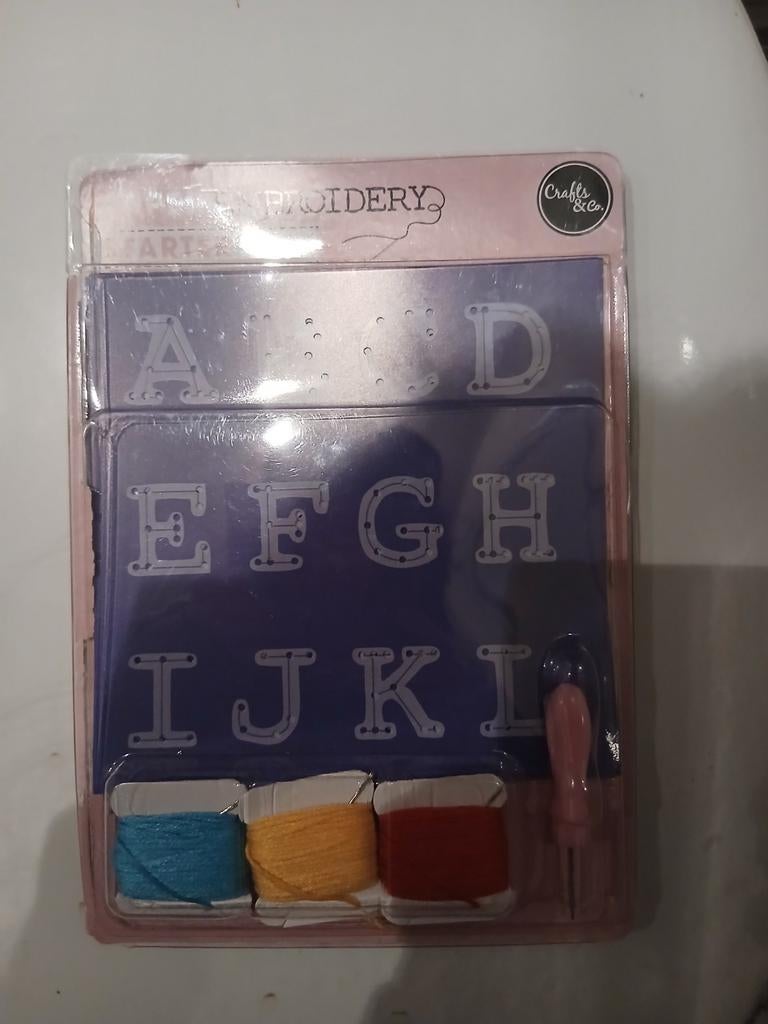 EMBROIDERY
Crafts
&Co.
A B C D
E F G H
I J K L